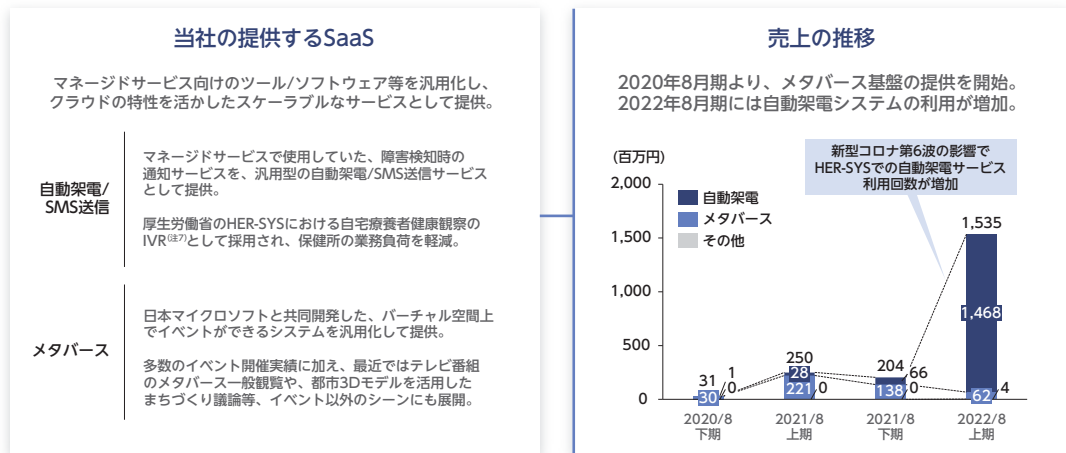 当社の提供するSaaS
マネージドサービス向けのツール/ソフトウェア等を汎用化し、
クラウドの特性を活かしたスケーラブルなサービスとして提供。
自動架電/
SMS送信
マネージドサービスで使用していた、障害検知時の
通知サービスを、汎用型の自動架電/SMS送信サービス
として提供。
厚生労働省のHER-SYSにおける自宅療養者健康観察の
IVR(注7)として採用され、保健所の業務負荷を軽減。
メタバース
日本マイクロソフトと共同開発した、バーチャル空間上
でイベントができるシステムを汎用化して提供。
多数のイベント開催実績に加え、最近ではテレビ番組
のメタバース一般観覧や、都市3Dモデルを活用した
まちづくり議論等、イベント以外のシーンにも展開。
売上の推移
2020年8月期より、メタバース基盤の提供を開始。
2022年8月期には自動架電システムの利用が増加。
新型コロナ第6波の影響で
HER-SYSでの自動架電サービス
利用回数が増加
(百万円)
2,000
1,500
1,000
500
0
自動架電
メタバース
その他
31
1
0
30
250
28
221
0
204
66
138
0
1,535
1,468
62
4
2020/8
下期
2021/8
上期
2021/8
下期
2022/8
上期